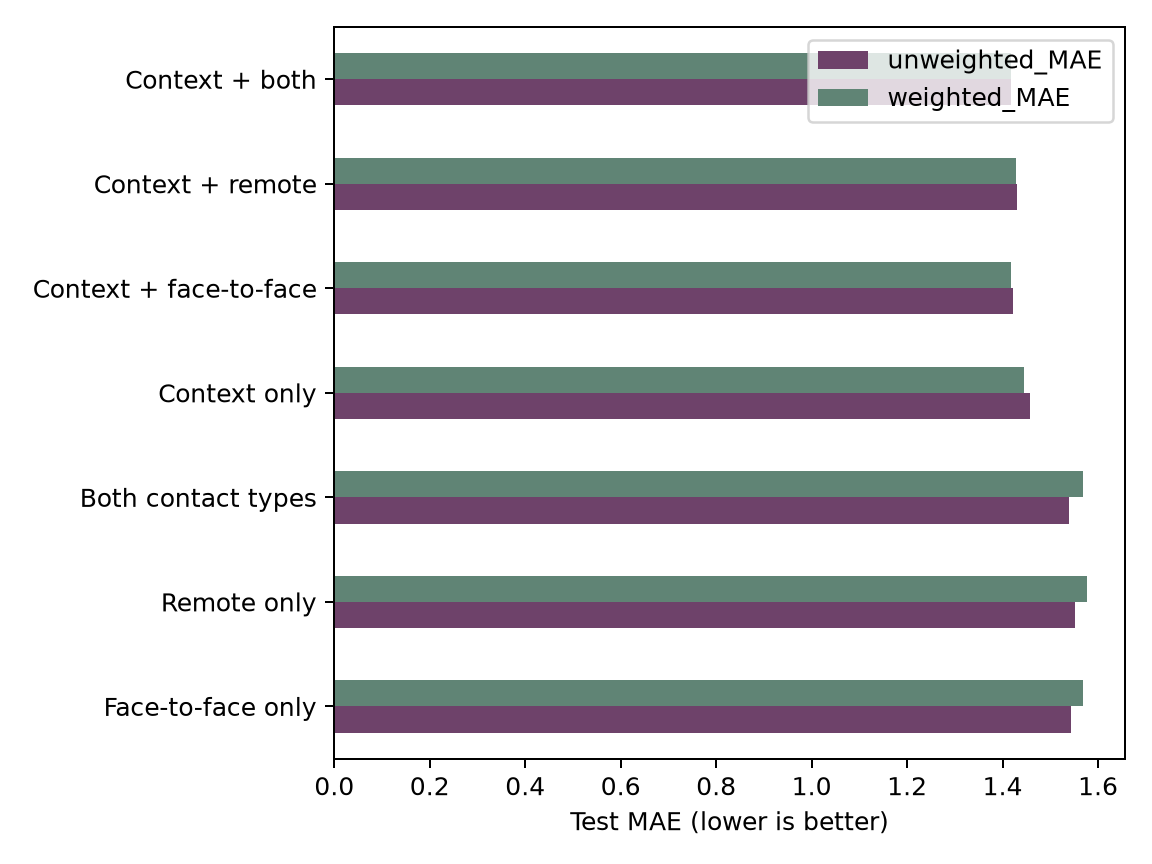 unweighted_MAE
weighted_MAE
Context + both
Context + remote
Context + face-to-face
Context only
Both contact types
Remote only
Face-to-face only
0.0 0.2 0.4 0.6 0.8 1.0 1.2 1.4 1.6
Test MAE (lower is better)